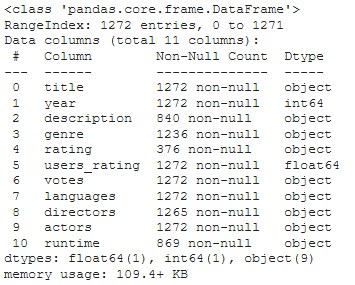 <class 'pandas.core.frame.DataFrame'>
RangeIndex: 1272 entries, 0 to 1271
Data columns (total 11 columns):
 #   Column        Non-Null Count  Dtype
---  ------        --------------  -----
 0   title         1272 non-null   object
 1   year          1272 non-null   int64
 2   description   840 non-null    object
 3   genre         1236 non-null   object
 4   rating        376 non-null    object
 5   users_rating  1272 non-null   float64
 6   votes         1272 non-null   object
 7   languages     1272 non-null   object
 8   directors     1265 non-null   object
 9   actors        1272 non-null   object
 10  runtime       869 non-null    object
dtypes: float64(1), int64(1), object(9)
memory usage: 109.4+ KB